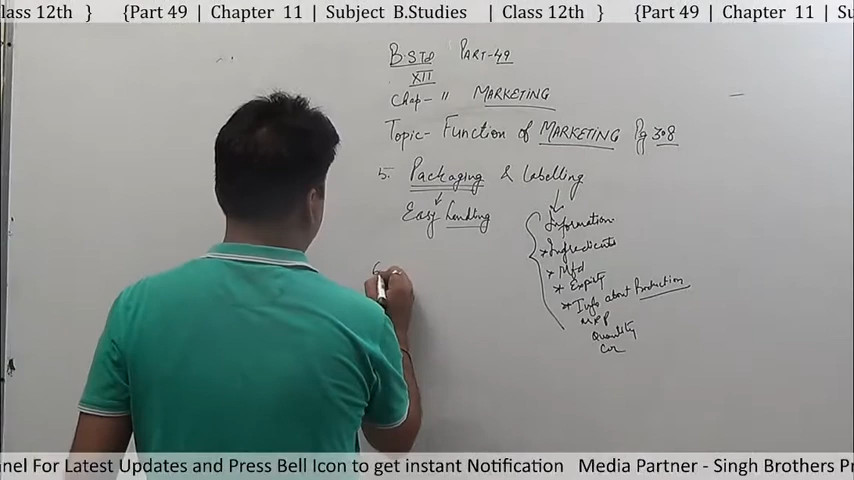 lass 12th } {Part 49 | Chapter 11 | Subject B.Studies | Class 12th } {Part 49 | Chapter 11 | Su
B.STd PART-49
XII
Chap- 11 MARKETING
Topic- Function of MARKETING Pg 308
5. Packaging & Labelling
Easy Handling
Information
* Ingredients
* Mfd
* Expiry
* Info about Production
MRP
Quantity
nel For Latest Updates and Press Bell Icon to get instant Notification Media Partner - Singh Brothers Pr